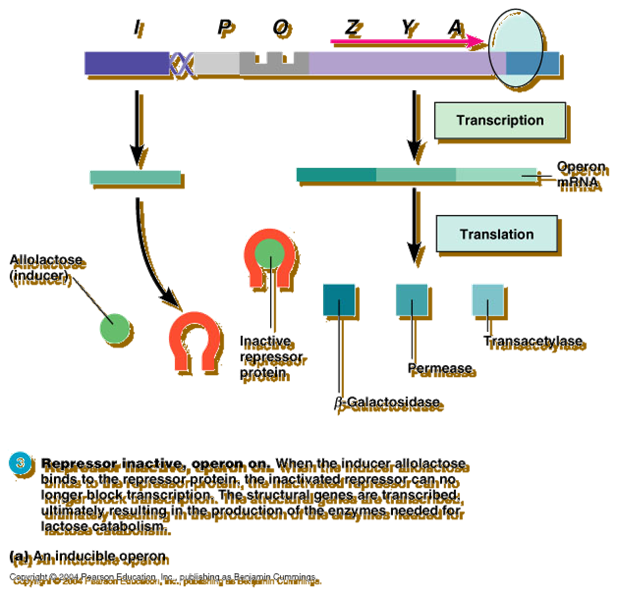 I P O Z Y A
Transcription
Operon
mRNA
Translation
Allolactose
(inducer)
Inactive
repressor
protein
Transacetylase
Permease
β-Galactosidase
3 Repressor inactive, operon on. When the inducer allolactose
binds to the repressor protein, the inactivated repressor can no
longer block transcription. The structural genes are transcribed,
ultimately resulting in the production of the enzymes needed for
lactose catabolism.
(a) An inducible operon
Copyright © 2004 Pearson Education, Inc., publishing as Benjamin Cummings.